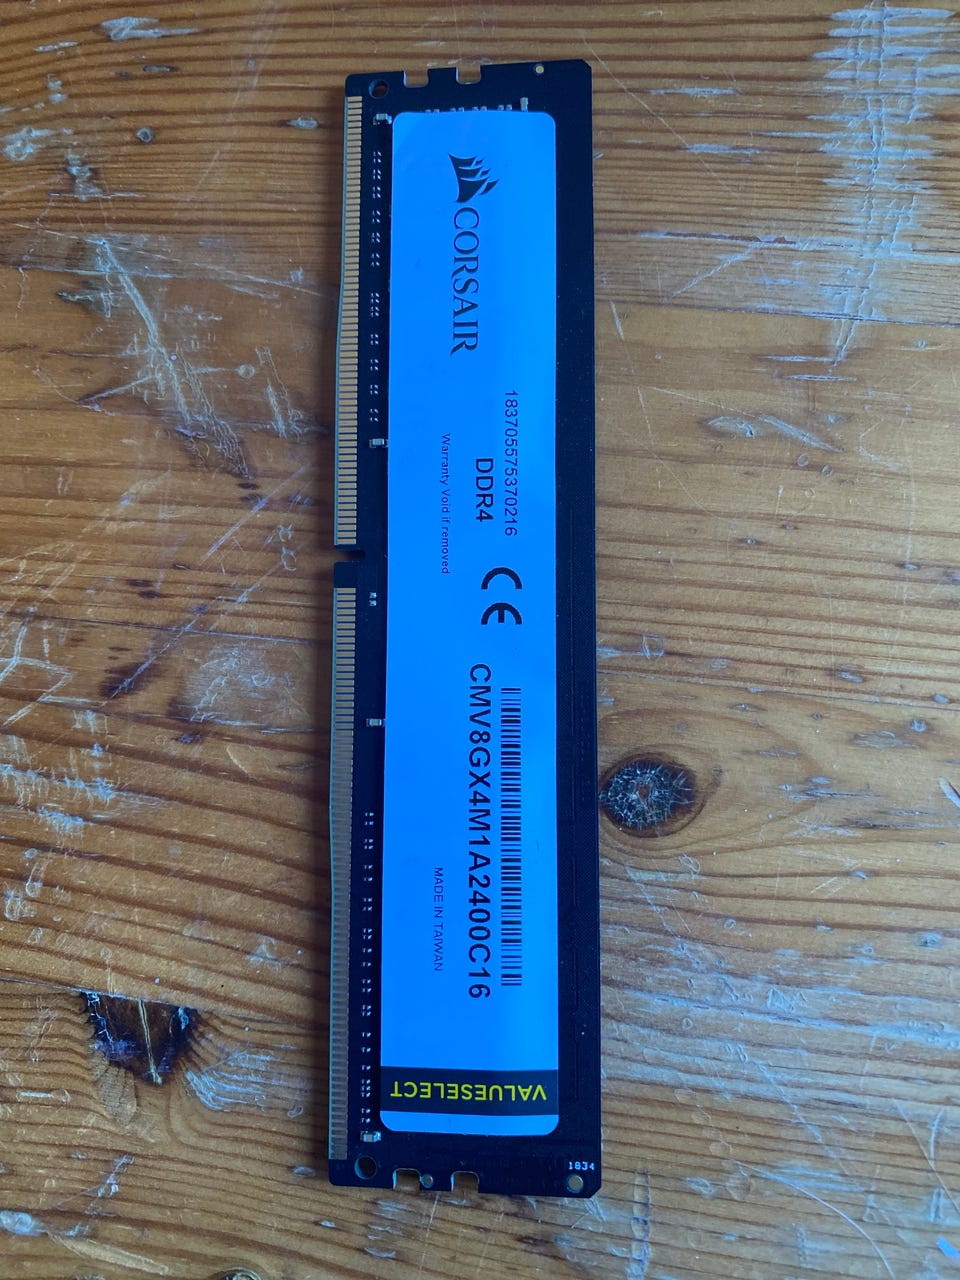 CORSAIR
183705575370216
DDR4
Warranty Void if removed
CE
CMV8GX4M1A2400C16
MADE IN TAIWAN
VALUESELECT
1834